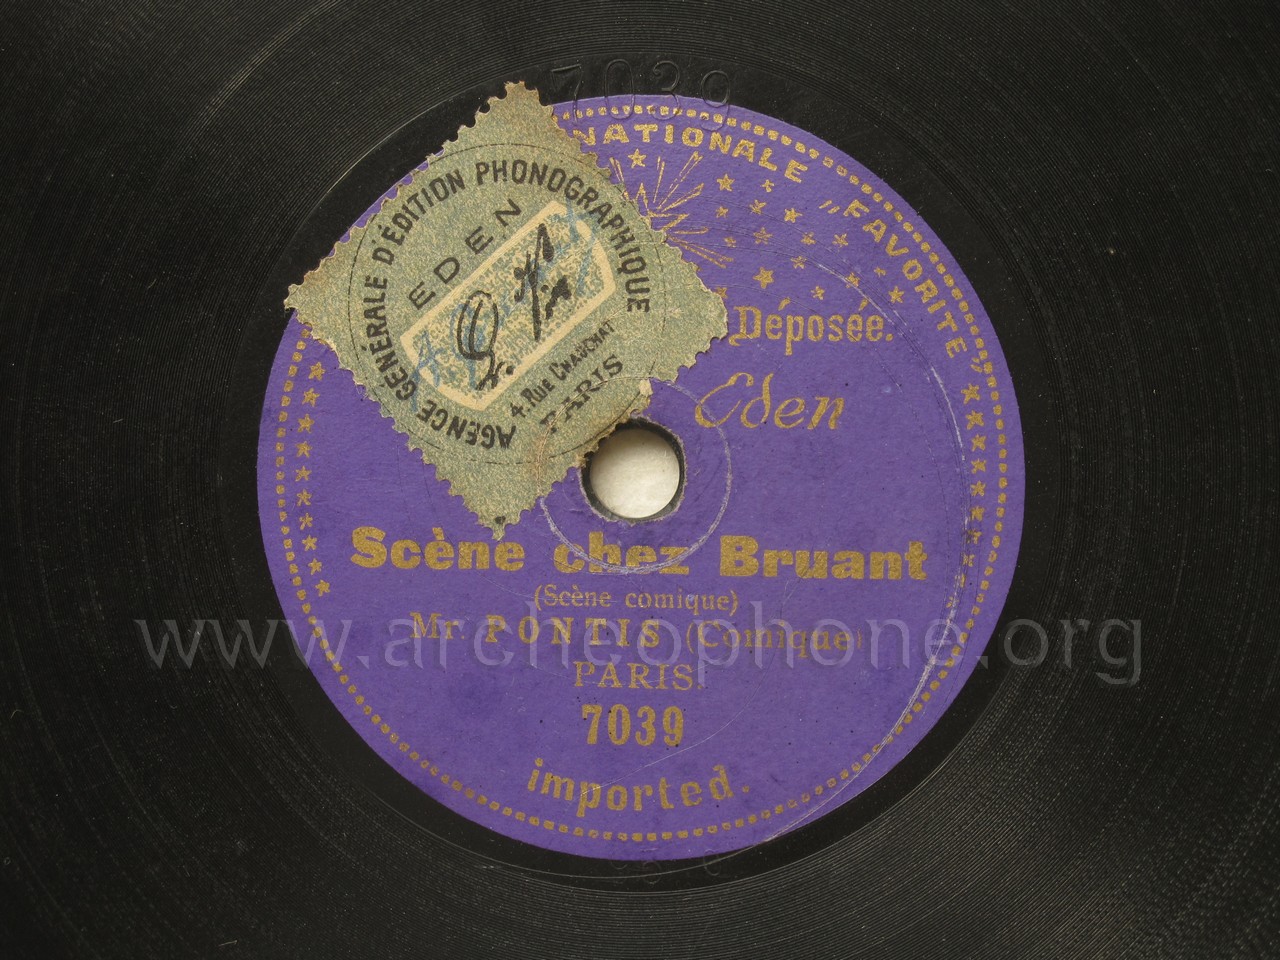 7039
NATIONALE „FAVORITE”
AGENCE GÉNÉRALE D'ÉDITION PHONOGRAPHIQUE
EDEN
4, RUE CHAUCHAT
PARIS
Déposée.
Eden
Scène chez Bruant
(Scène comique)
Mr. PONTIS (Comique)
www.archeophone.org
PARIS.
7039
imported.